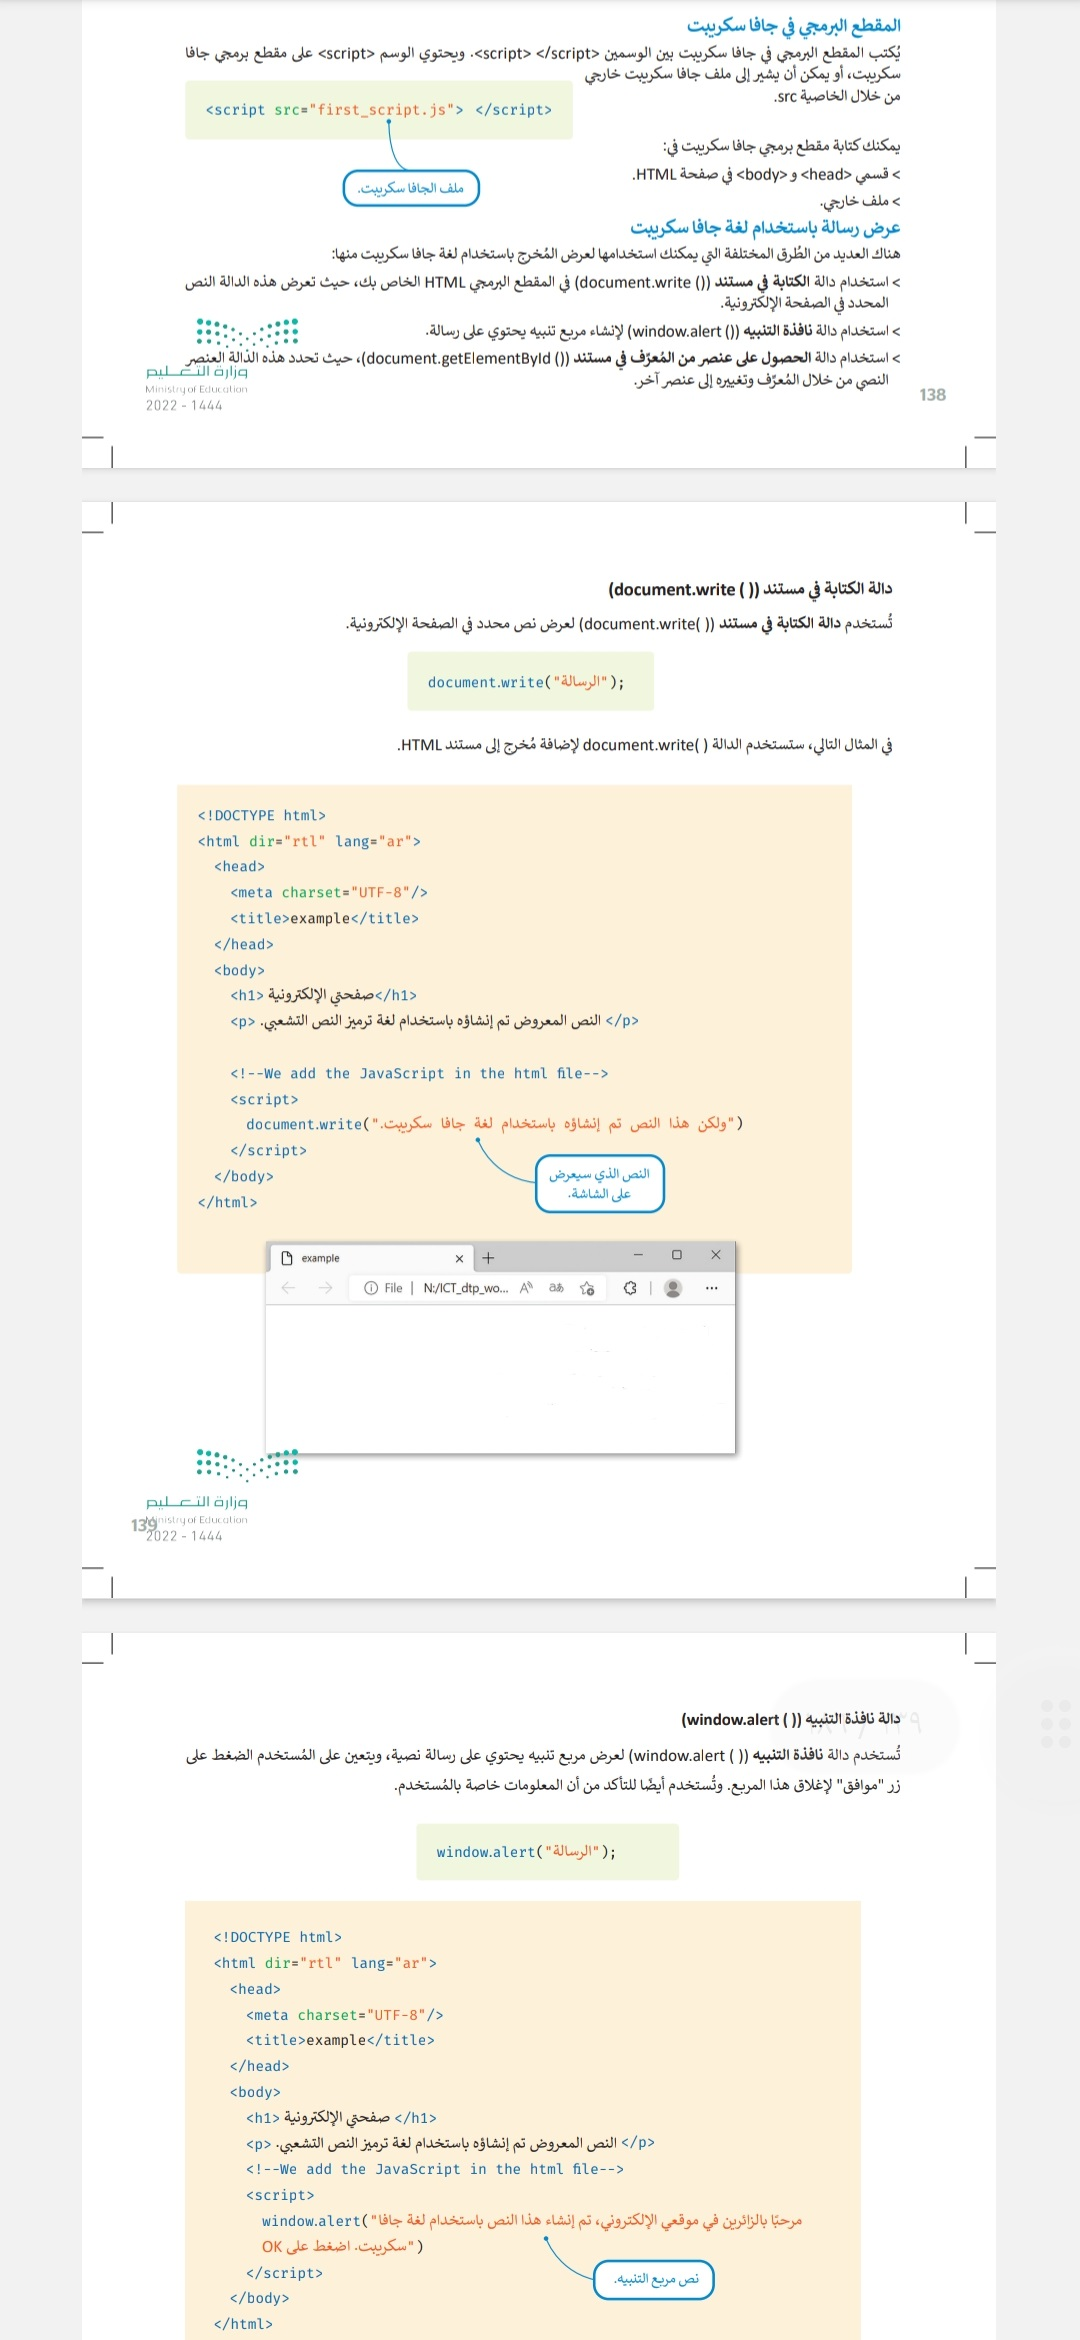 المقطع البرمجي في جافا سكريبت
يُكتب المقطع البرمجي في جافا سكريبت بين الوسمين <script> </script>. ويحتوي الوسم <script> على مقطع برمجي جافا
سكريبت، أو يمكن أن يشير إلى ملف جافا سكريبت خارجي
من خلال الخاصية src.
<script src="first_script.js"> </script>
ملف الجافا سكريبت.
يمكنك كتابة مقطع برمجي جافا سكريبت في:
> قسمي <head> و <body> في صفحة HTML.
> ملف خارجي.
عرض رسالة باستخدام لغة جافا سكريبت
هناك العديد من الطُرق المختلفة التي يمكنك استخدامها لعرض المُخرج باستخدام لغة جافا سكريبت منها:
> استخدام دالة الكتابة في مستند (document.write ()) في المقطع البرمجي HTML الخاص بك، حيث تعرض هذه الدالة النص
المحدد في الصفحة الإلكترونية.
> استخدام دالة نافذة التنبيه (window.alert ()) لإنشاء مربع تنبيه يحتوي على رسالة.
> استخدام دالة الحصول على عنصر من المُعرّف في مستند (document.getElementById ())، حيث تحدد هذه الدالة العنصر
النصي من خلال المُعرّف وتغييره إلى عنصر آخر.
وزارة التعليم
Ministry of Education
2022 - 1444
138
دالة الكتابة في مستند (document.write ( ))
تُستخدم دالة الكتابة في مستند (document.write( )) لعرض نص محدد في الصفحة الإلكترونية.
document.write("الرسالة");
في المثال التالي، ستستخدم الدالة document.write( ) لإضافة مُخرج إلى مستند HTML.
<!DOCTYPE html>
<html dir="rtl" lang="ar">
<head>
<meta charset="UTF-8"/>
<title>example</title>
</head>
<body>
<h1> صفحتي الإلكترونية</h1>
<p> النص المعروض تم إنشاؤه باستخدام لغة ترميز النص التشعبي. </p>
<!--We add the JavaScript in the html file-->
<script>
document.write("ولكن هذا النص تم إنشاؤه باستخدام لغة جافا سكريبت.")
</script>
</body>
</html>
النص الذي سيعرض
على الشاشة.
example
File | N:/ICT_dtp_wo...
وزارة التعليم
Ministry of Education
2022 - 1444
139
دالة نافذة التنبيه (window.alert ( ))
تُستخدم دالة نافذة التنبيه (window.alert ( )) لعرض مربع تنبيه يحتوي على رسالة نصية، ويتعين على المُستخدم الضغط على
زر "موافق" لإغلاق هذا المربع. وتُستخدم أيضًا للتأكد من أن المعلومات خاصة بالمُستخدم.
window.alert("الرسالة");
<!DOCTYPE html>
<html dir="rtl" lang="ar">
<head>
<meta charset="UTF-8"/>
<title>example</title>
</head>
<body>
<h1> صفحتي الإلكترونية </h1>
<p> النص المعروض تم إنشاؤه باستخدام لغة ترميز النص التشعبي. </p>
<!--We add the JavaScript in the html file-->
<script>
window.alert("مرحبًا بالزائرين في موقعي الإلكتروني، تم إنشاء هذا النص باستخدام لغة جافا
سكريبت. اضغط على OK")
</script>
</body>
</html>
نص مربع التنبيه.